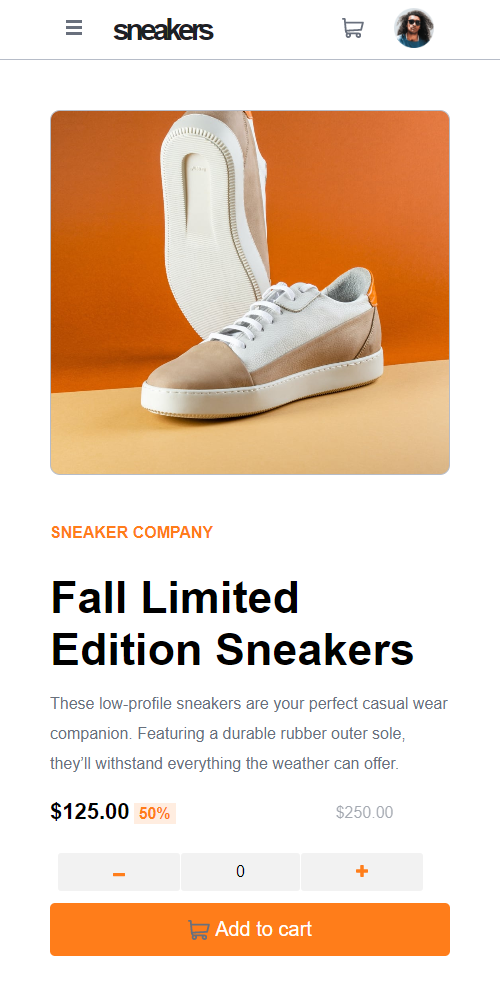 sneakers
SNEAKER COMPANY
Fall Limited
Edition Sneakers
These low-profile sneakers are your perfect casual wear
companion. Featuring a durable rubber outer sole,
they’ll withstand everything the weather can offer.
$125.00 50% $250.00
0
Add to cart